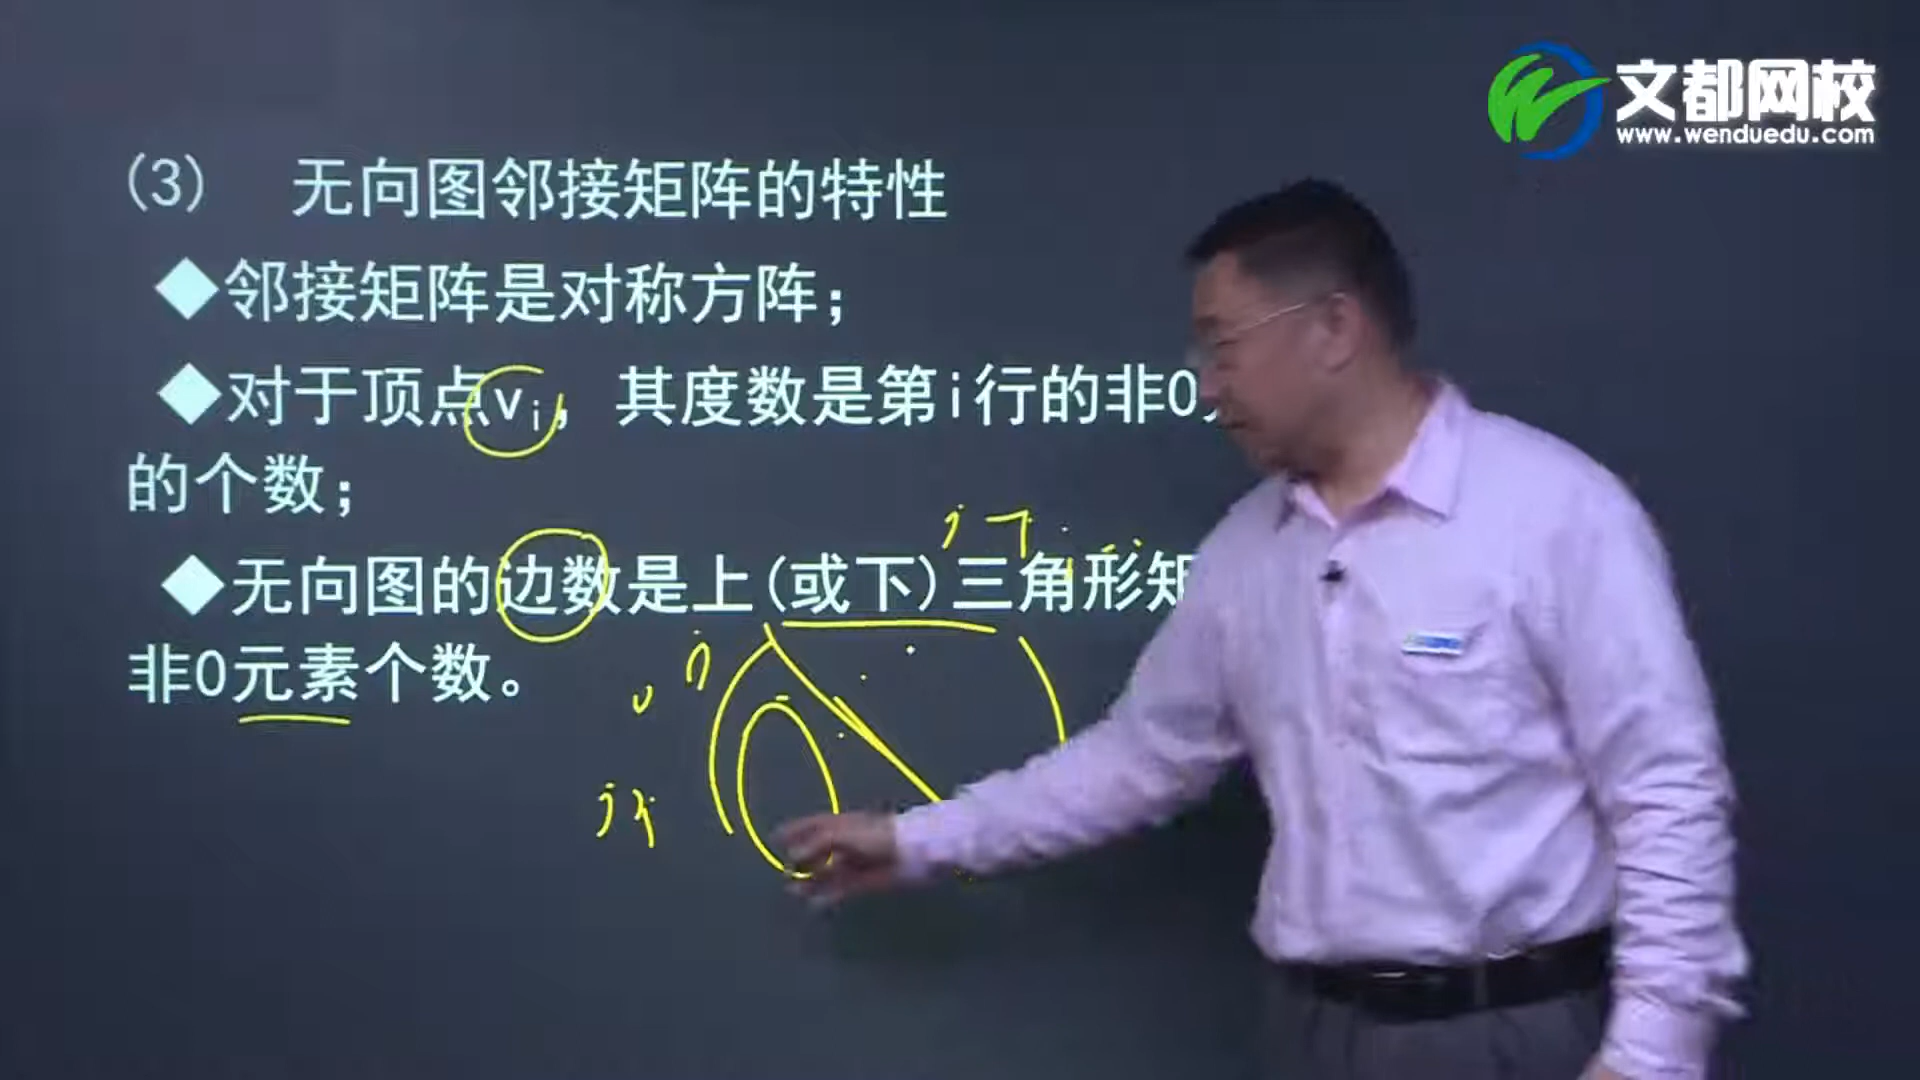 文都网校
www.wenduedu.com
(3) 无向图邻接矩阵的特性
◆邻接矩阵是对称方阵；
◆对于顶点vᵢ，其度数是第i行的非0
的个数；
◆无向图的边数是上(或下)三角形矩
非0元素个数。